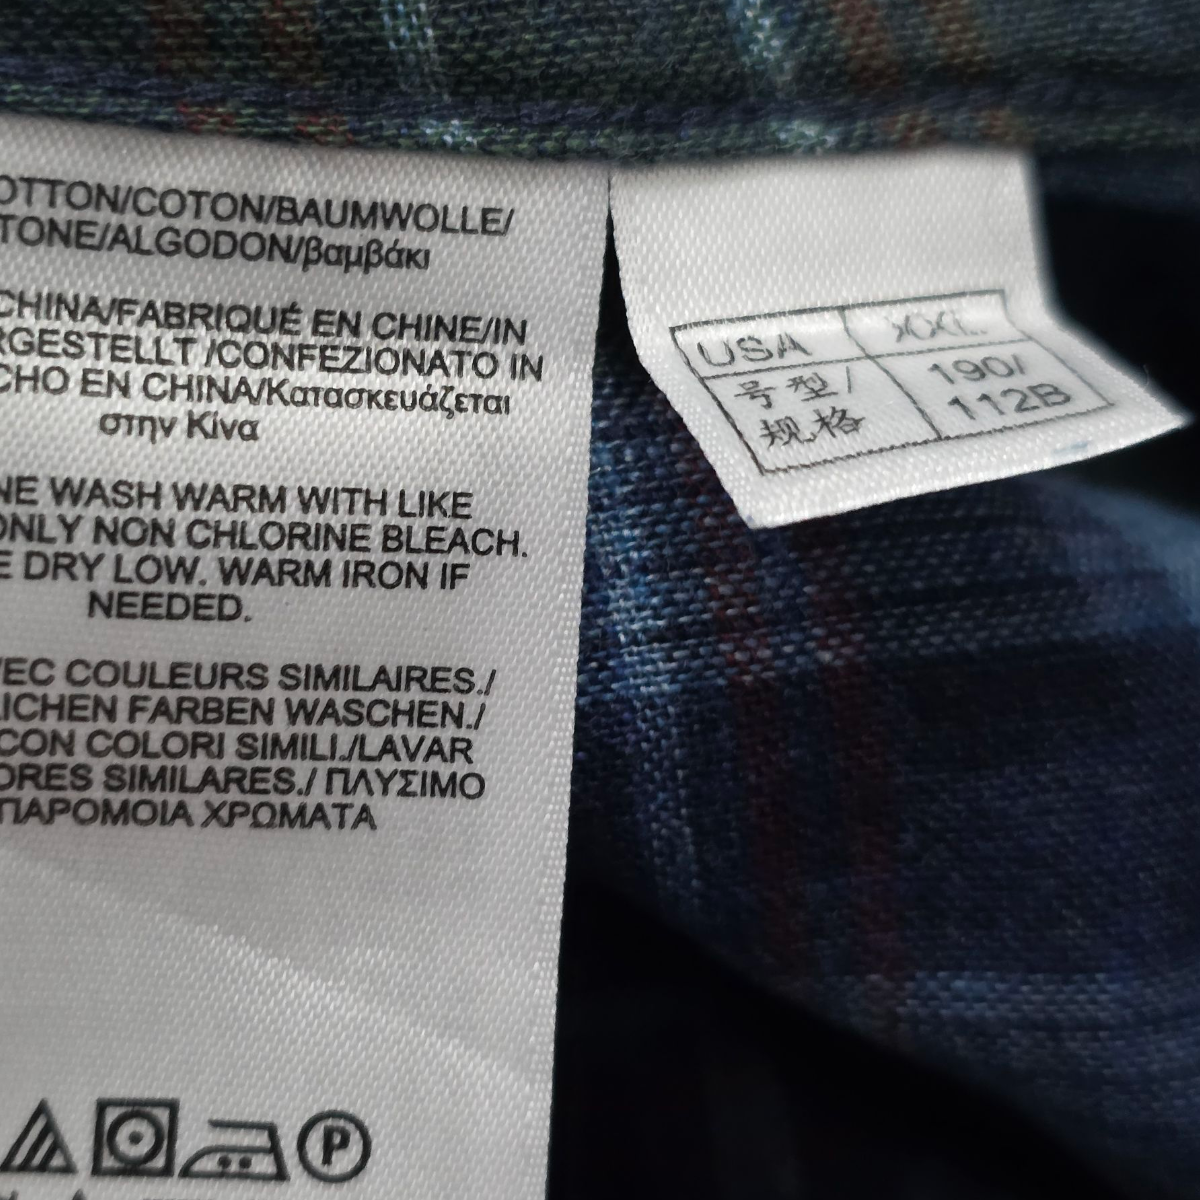 OTTON/COTON/BAUMWOLLE/
TONE/ALGODON/βαμβάκι
CHINA/FABRIQUÉ EN CHINE/IN
RGESTELLT /CONFEZIONATO IN
CHO EN CHINA/Κατασκευάζεται
στην Κίνα
NE WASH WARM WITH LIKE
ONLY NON CHLORINE BLEACH.
E DRY LOW. WARM IRON IF
NEEDED.
VEC COULEURS SIMILAIRES./
LICHEN FARBEN WASCHEN./
CON COLORI SIMILI./LAVAR
ORES SIMILARES./ ΠΛΥΣΙΜΟ
ΠΑΡΟΜΟΙΑ ΧΡΩΜΑΤΑ
P
USA XXL
号型/ 190/
规格 112B